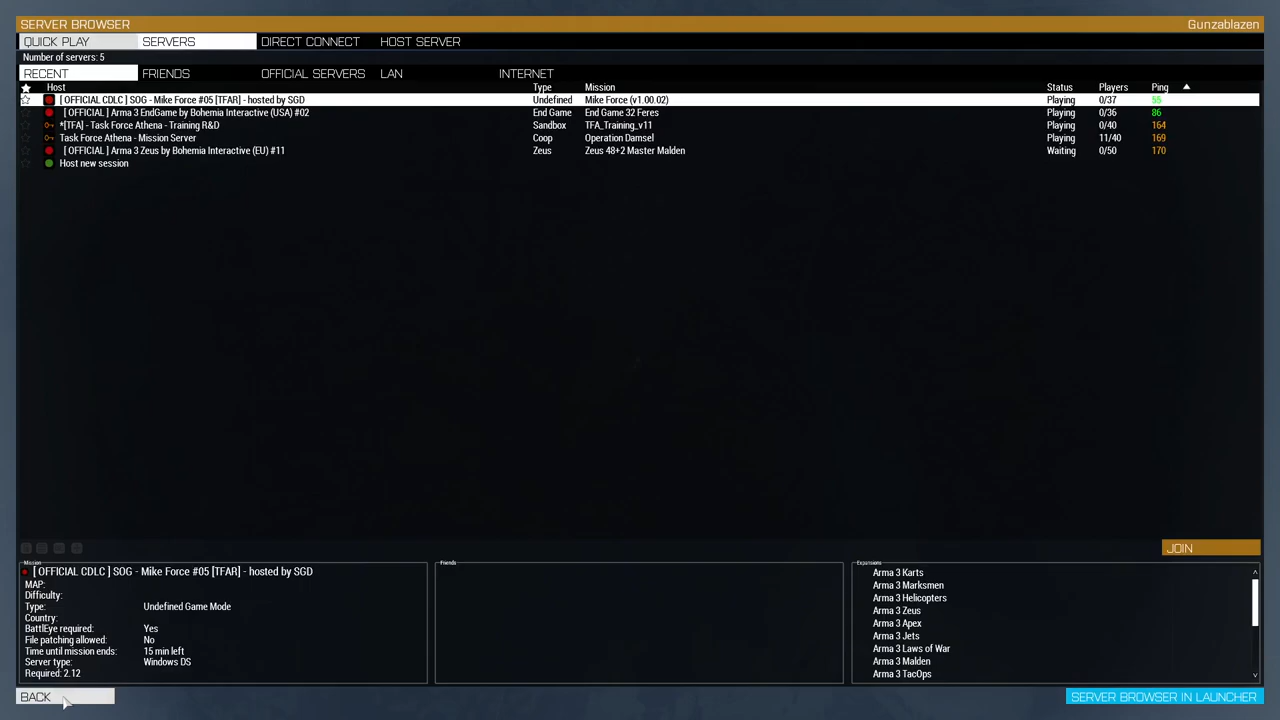 SERVER BROWSER Gunzablazen
QUICK PLAY SERVERS DIRECT CONNECT HOST SERVER
Number of servers: 5
RECENT FRIENDS OFFICIAL SERVERS LAN INTERNET
Host Type Mission Status Players Ping
[ OFFICIAL CDLC ] SOG - Mike Force #05 [TFAR] - hosted by SGD Undefined Mike Force (v1.00.02) Playing 0/37 55
[ OFFICIAL ] Arma 3 EndGame by Bohemia Interactive (USA) #02 End Game End Game 32 Feres Playing 0/36 86
*[TFA] - Task Force Athena - Training R&D Sandbox TFA_Training_v11 Playing 0/40 164
Task Force Athena - Mission Server Coop Operation Damsel Playing 11/40 169
[ OFFICIAL ] Arma 3 Zeus by Bohemia Interactive (EU) #11 Zeus Zeus 48+2 Master Malden Waiting 0/50 170
Host new session
JOIN
Mission Friends Expansions
[ OFFICIAL CDLC ] SOG - Mike Force #05 [TFAR] - hosted by SGD
MAP:
Difficulty:
Type: Undefined Game Mode
Country:
BattlEye required: Yes
File patching allowed: No
Time until mission ends: 15 min left
Server type: Windows DS
Required: 2.12
Arma 3 Karts
Arma 3 Marksmen
Arma 3 Helicopters
Arma 3 Zeus
Arma 3 Apex
Arma 3 Jets
Arma 3 Laws of War
Arma 3 Malden
Arma 3 TacOps
BACK SERVER BROWSER IN LAUNCHER